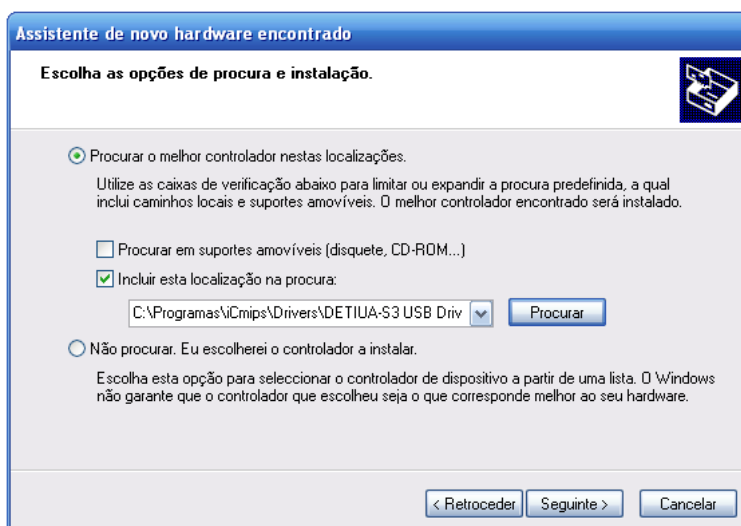 Assistente de novo hardware encontrado
Escolha as opções de procura e instalação.
Procurar o melhor controlador nestas localizações.
Utilize as caixas de verificação abaixo para limitar ou expandir a procura predefinida, a qual
inclui caminhos locais e suportes amovíveis. O melhor controlador encontrado será instalado.
Procurar em suportes amovíveis (disquete, CD-ROM...)
Incluir esta localização na procura:
C:\Programas\iCmips\Drivers\DETIUA-S3 USB Driv
Procurar
Não procurar. Eu escolherei o controlador a instalar.
Escolha esta opção para seleccionar o controlador de dispositivo a partir de uma lista. O Windows
não garante que o controlador que escolheu seja o que corresponde melhor ao seu hardware.
< Retroceder Seguinte > Cancelar